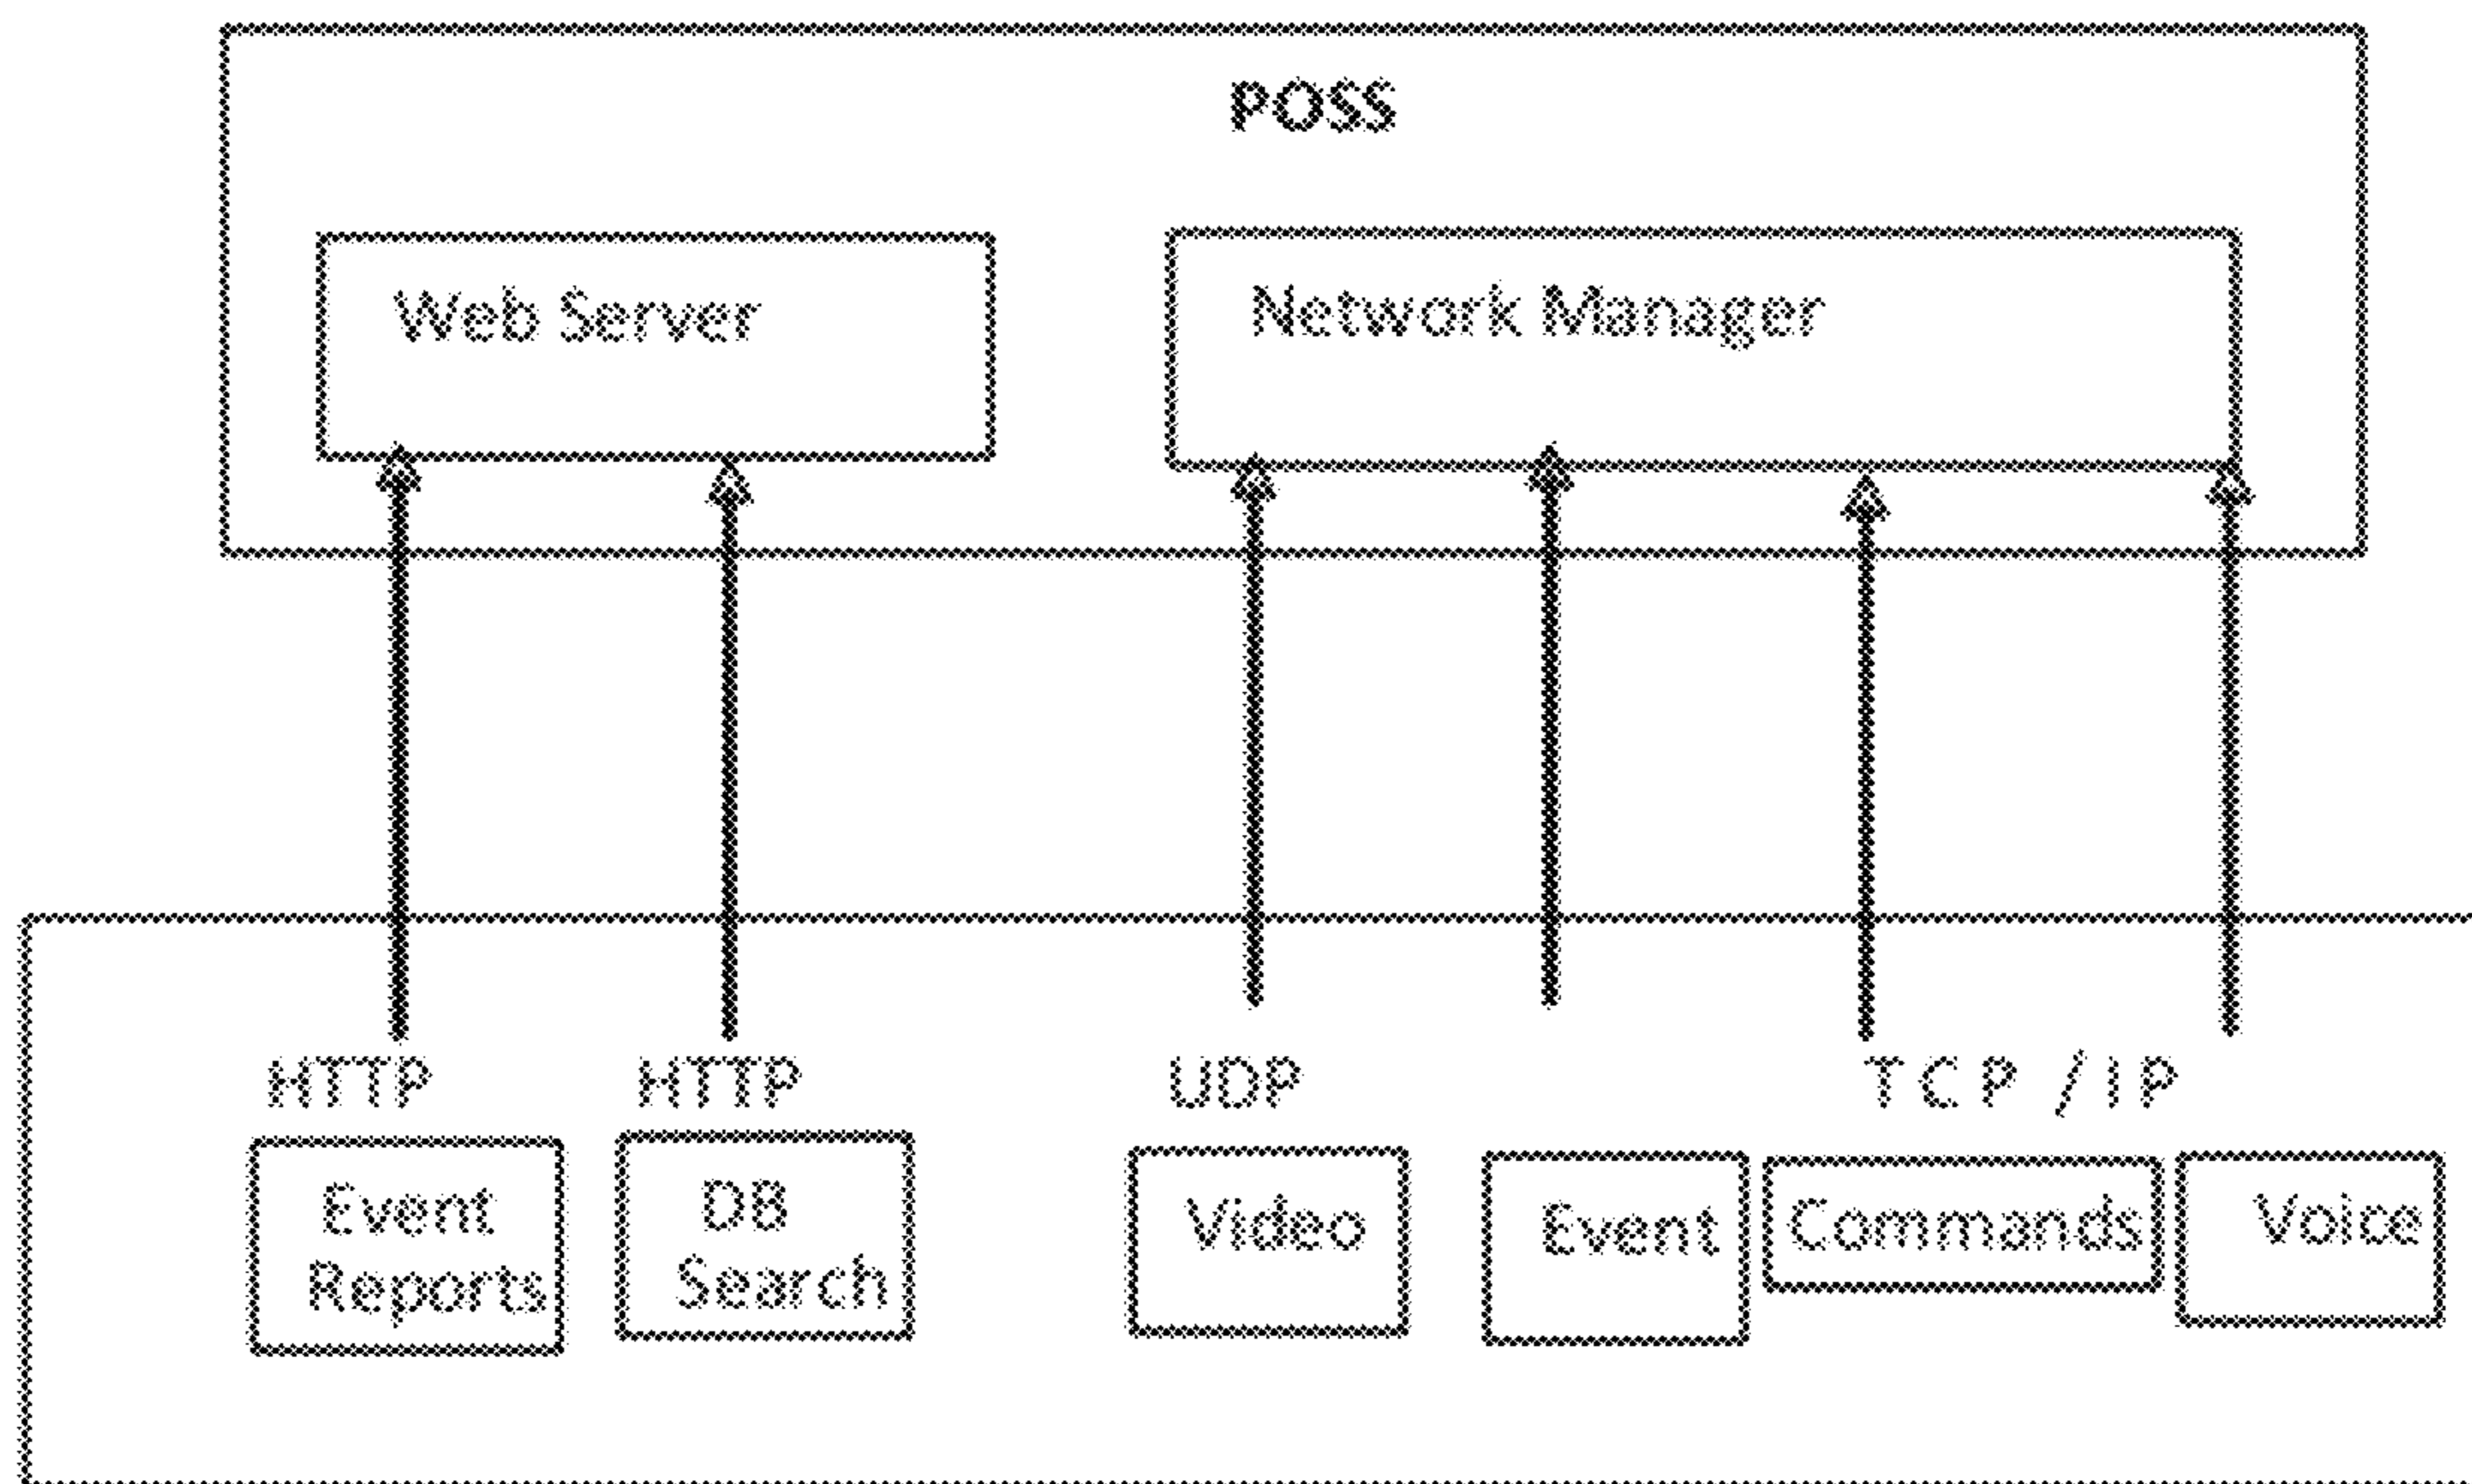 POSS
Web Server
Network Manager
HTTP
HTTP
UDP
TCP/IP
Event
Reports
DB
Search
Video
Event
Commands
Voice